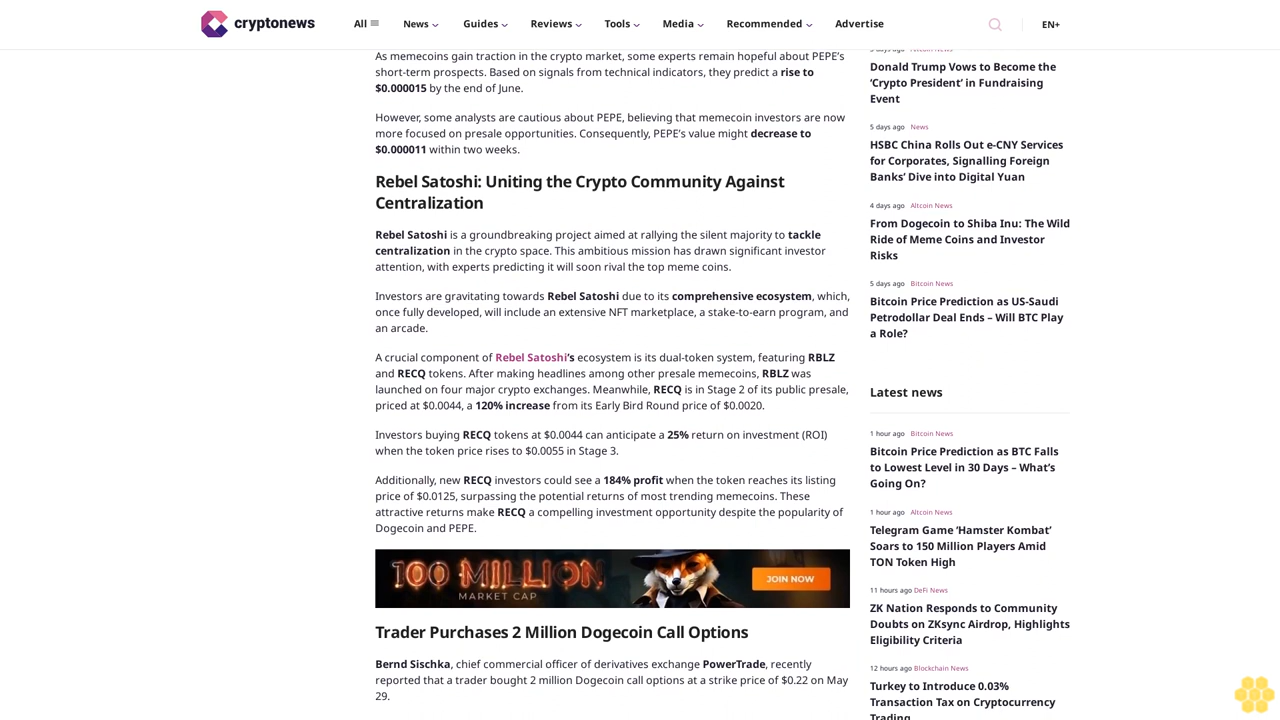 cryptonews
All
News
Guides
Reviews
Tools
Media
Recommended
Advertise
EN+
As memecoins gain traction in the crypto market, some experts remain hopeful about PEPE’s
short-term prospects. Based on signals from technical indicators, they predict a rise to
$0.000015 by the end of June.
However, some analysts are cautious about PEPE, believing that memecoin investors are now
more focused on presale opportunities. Consequently, PEPE’s value might decrease to
$0.000011 within two weeks.
Rebel Satoshi: Uniting the Crypto Community Against
Centralization
Rebel Satoshi is a groundbreaking project aimed at rallying the silent majority to tackle
centralization in the crypto space. This ambitious mission has drawn significant investor
attention, with experts predicting it will soon rival the top meme coins.
Investors are gravitating towards Rebel Satoshi due to its comprehensive ecosystem, which,
once fully developed, will include an extensive NFT marketplace, a stake-to-earn program, and
an arcade.
A crucial component of Rebel Satoshi’s ecosystem is its dual-token system, featuring RBLZ
and RECQ tokens. After making headlines among other presale memecoins, RBLZ was
launched on four major crypto exchanges. Meanwhile, RECQ is in Stage 2 of its public presale,
priced at $0.0044, a 120% increase from its Early Bird Round price of $0.0020.
Investors buying RECQ tokens at $0.0044 can anticipate a 25% return on investment (ROI)
when the token price rises to $0.0055 in Stage 3.
Additionally, new RECQ investors could see a 184% profit when the token reaches its listing
price of $0.0125, surpassing the potential returns of most trending memecoins. These
attractive returns make RECQ a compelling investment opportunity despite the popularity of
Dogecoin and PEPE.
100 MILLION
MARKET CAP
JOIN NOW
Trader Purchases 2 Million Dogecoin Call Options
Bernd Sischka, chief commercial officer of derivatives exchange PowerTrade, recently
reported that a trader bought 2 million Dogecoin call options at a strike price of $0.22 on May
29.
Donald Trump Vows to Become the
‘Crypto President’ in Fundraising
Event
5 days ago News
HSBC China Rolls Out e-CNY Services
for Corporates, Signalling Foreign
Banks’ Dive into Digital Yuan
4 days ago Altcoin News
From Dogecoin to Shiba Inu: The Wild
Ride of Meme Coins and Investor
Risks
5 days ago Bitcoin News
Bitcoin Price Prediction as US-Saudi
Petrodollar Deal Ends – Will BTC Play
a Role?
Latest news
1 hour ago Bitcoin News
Bitcoin Price Prediction as BTC Falls
to Lowest Level in 30 Days – What’s
Going On?
1 hour ago Altcoin News
Telegram Game ‘Hamster Kombat’
Soars to 150 Million Players Amid
TON Token High
11 hours ago DeFi News
ZK Nation Responds to Community
Doubts on ZKsync Airdrop, Highlights
Eligibility Criteria
12 hours ago Blockchain News
Turkey to Introduce 0.03%
Transaction Tax on Cryptocurrency
Trading